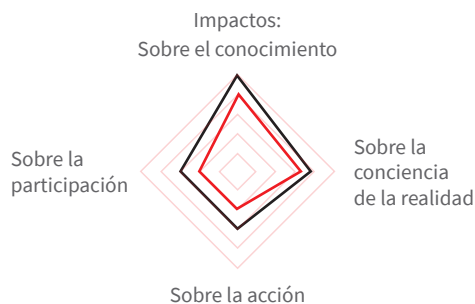 Impactos:
Sobre el conocimiento
Sobre la
participación
Sobre la
conciencia
de la realidad
Sobre la acción